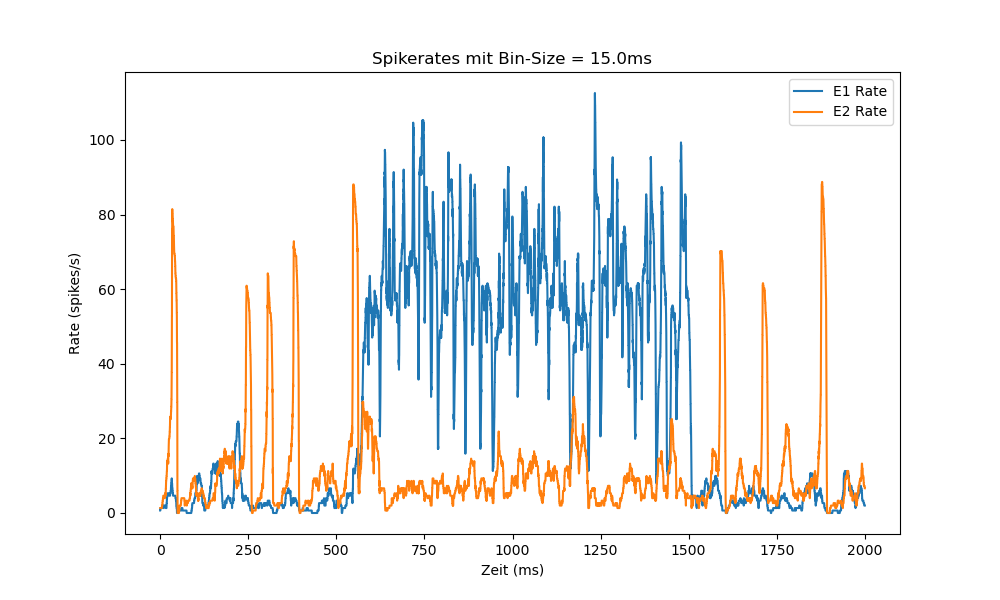 Spikerates mit Bin-Size = 15.0ms
E1 Rate
E2 Rate
Rate (spikes/s)
100
80
60
40
20
0
0 250 500 750 1000 1250 1500 1750 2000
Zeit (ms)